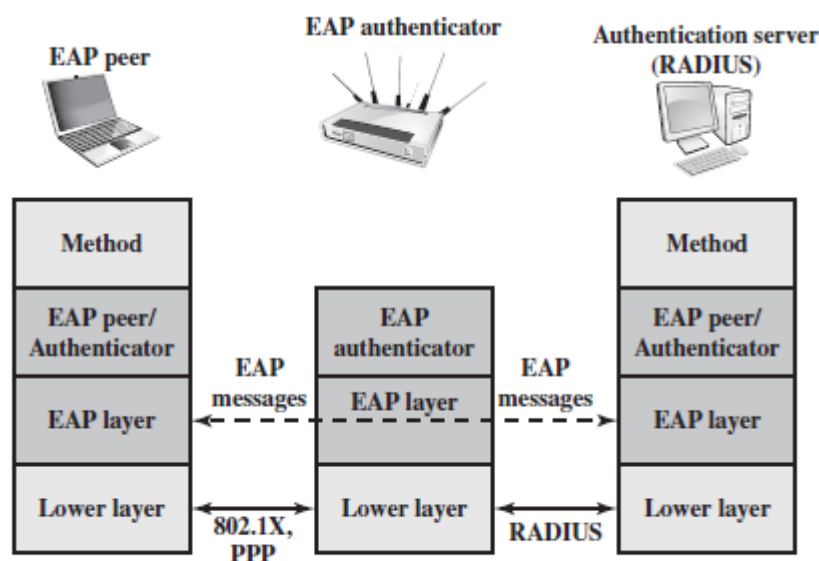 EAP peer
EAP authenticator
Authentication server
(RADIUS)
Method
EAP peer/
Authenticator
EAP layer
Lower layer
EAP
authenticator
EAP layer
Lower layer
Method
EAP peer/
Authenticator
EAP layer
Lower layer
EAP
messages
EAP
messages
802.1X,
PPP
RADIUS